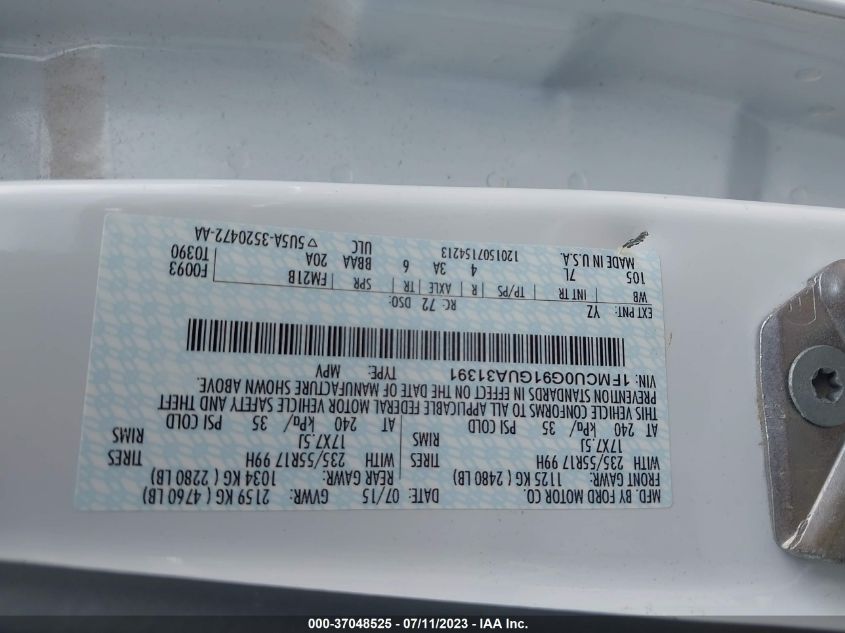 MFD. BY FORD MOTOR CO.
DATE: 07/15 GVWR: 2159 KG ( 4760 LB)
FRONT GAWR: 1125 KG ( 2480 LB) REAR GAWR: 1034 KG ( 2280 LB)
WITH 235/55R17 99H TIRES WITH 235/55R17 99H TIRES
17X7.5J RIMS 17X7.5J RIMS
AT 240 kPa/ 35 PSI COLD AT 240 kPa/ 35 PSI COLD
THIS VEHICLE CONFORMS TO ALL APPLICABLE FEDERAL MOTOR VEHICLE SAFETY AND THEFT
PREVENTION STANDARDS IN EFFECT ON THE DATE OF MANUFACTURE SHOWN ABOVE.
VIN: 1FMCU0G91GUA31391 TYPE: MPV
EXT PNT: YZ RC: 72 DSO:
WB INT TR TP/PS R AXLE TR SPR FM21B F0093
105 7L 4 3A 6 BBAA 20A T0390
MADE IN U.S.A. 1201507154213 ULC ▽ 5U5A-3520472-AA
000-37048525 - 07/11/2023 - © IAA Inc.